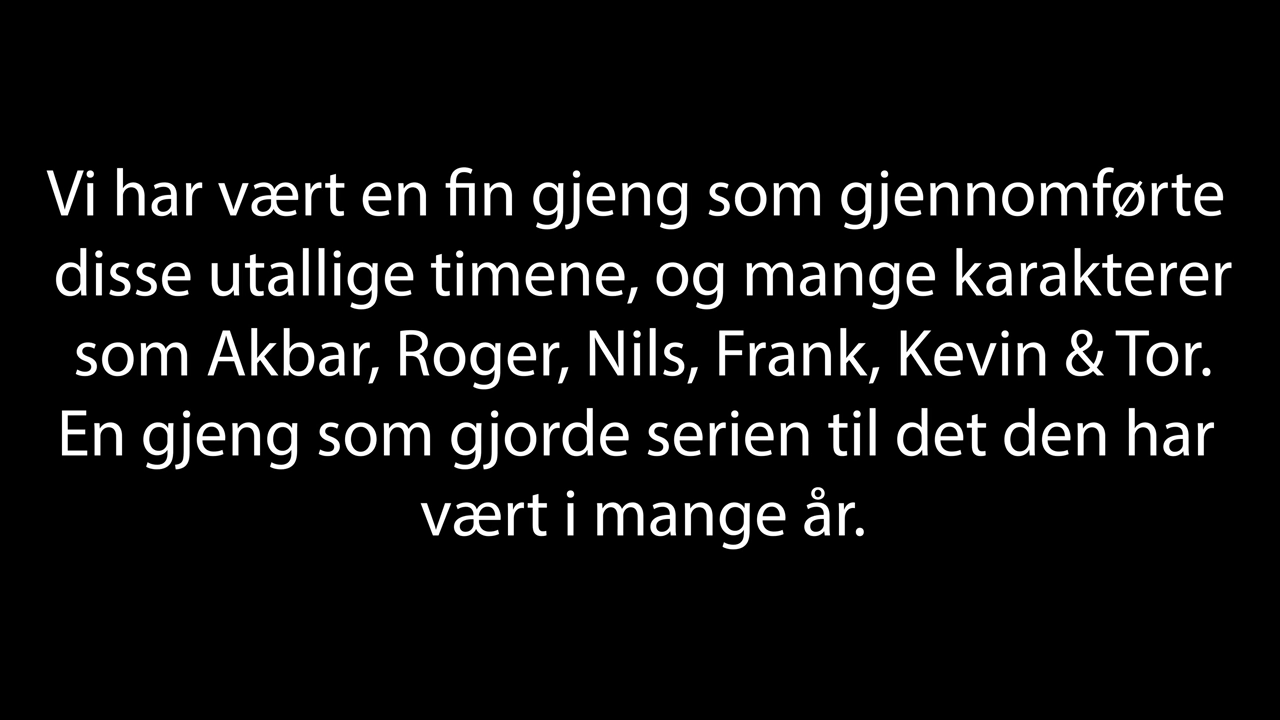 Vi har vært en fin gjeng som gjennomførte
disse utallige timene, og mange karakterer
som Akbar, Roger, Nils, Frank, Kevin & Tor.
En gjeng som gjorde serien til det den har
vært i mange år.